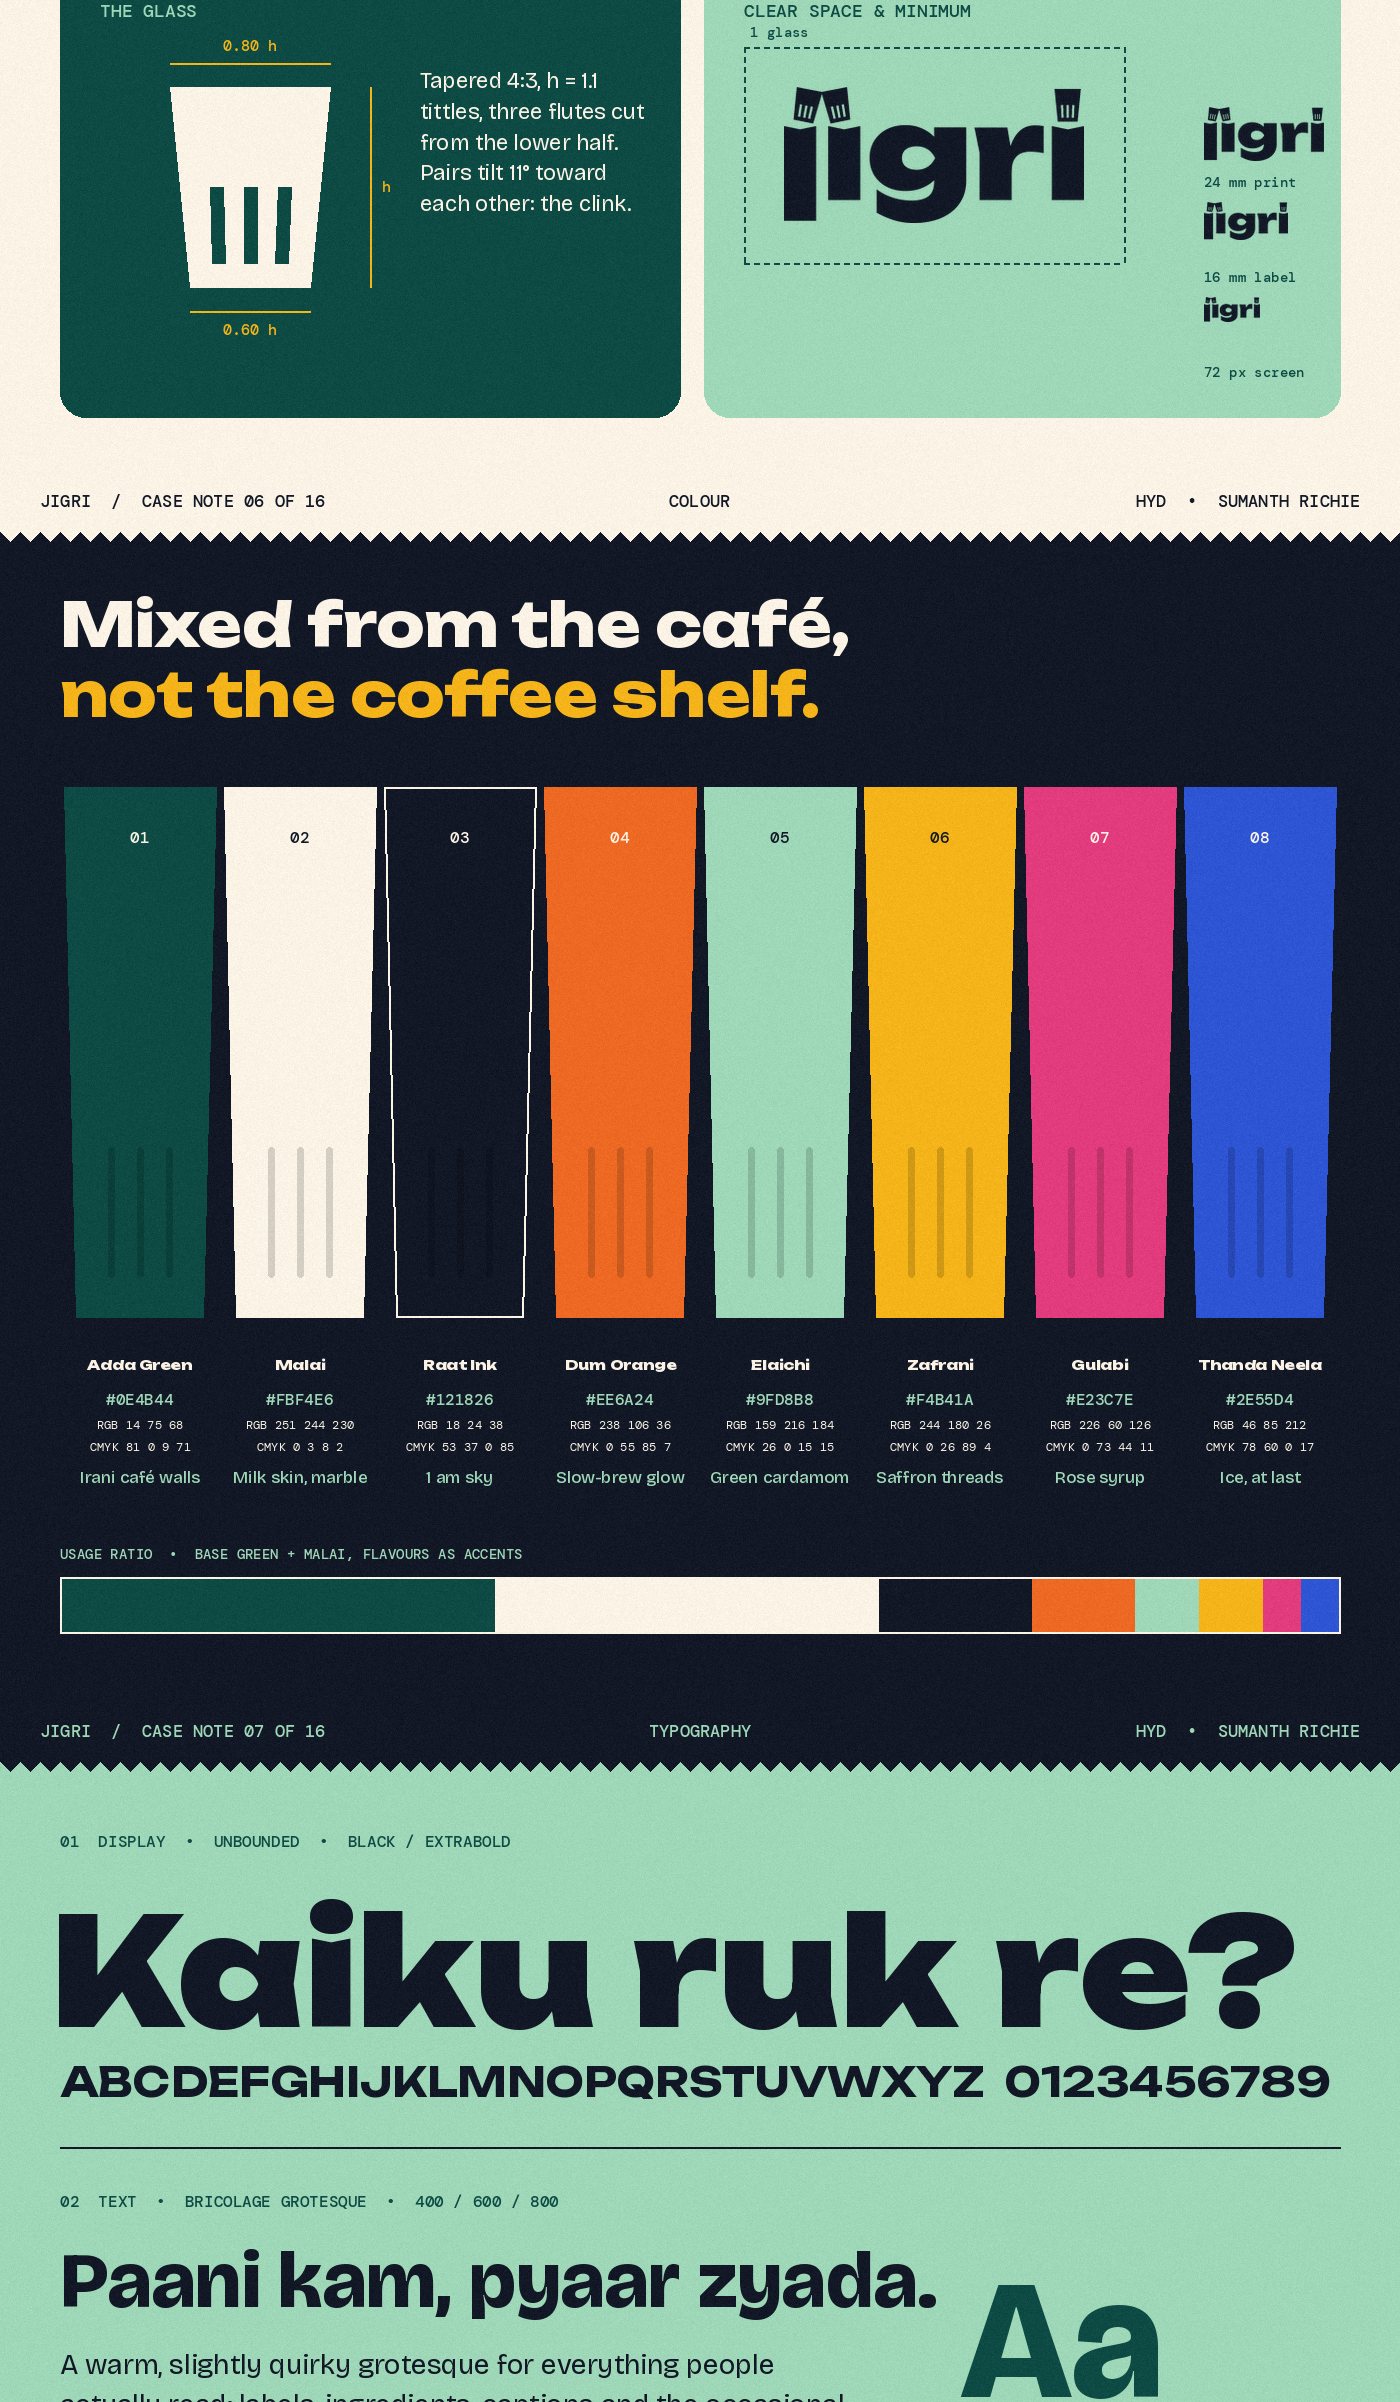 THE GLASS
0.80 h
h
0.60 h
Tapered 4:3, h = 1.1
tittles, three flutes cut
from the lower half.
Pairs tilt 11° toward
each other: the clink.
CLEAR SPACE & MINIMUM
1 glass
jigri
jigri
24 mm print
jigri
16 mm label
jigri
72 px screen
JIGRI / CASE NOTE 06 OF 16
COLOUR
HYD • SUMANTH RICHIE
Mixed from the café,
not the coffee shelf.
01
02
03
04
05
06
07
08
Adda Green
#0E4B44
RGB 14 75 68
CMYK 81 0 9 71
Irani café walls
Malai
#FBF4E6
RGB 251 244 230
CMYK 0 3 8 2
Milk skin, marble
Raat Ink
#121826
RGB 18 24 38
CMYK 53 37 0 85
1 am sky
Dum Orange
#EE6A24
RGB 238 106 36
CMYK 0 55 85 7
Slow-brew glow
Elaichi
#9FD8B8
RGB 159 216 184
CMYK 26 0 15 15
Green cardamom
Zafrani
#F4B41A
RGB 244 180 26
CMYK 0 26 89 4
Saffron threads
Gulabi
#E23C7E
RGB 226 60 126
CMYK 0 73 44 11
Rose syrup
Thanda Neela
#2E55D4
RGB 46 85 212
CMYK 78 60 0 17
Ice, at last
USAGE RATIO • BASE GREEN + MALAI, FLAVOURS AS ACCENTS
JIGRI / CASE NOTE 07 OF 16
TYPOGRAPHY
HYD • SUMANTH RICHIE
01 DISPLAY • UNBOUNDED • BLACK / EXTRABOLD
Kaiku ruk re?
ABCDEFGHIJKLMNOPQRSTUVWXYZ 0123456789
02 TEXT • BRICOLAGE GROTESQUE • 400 / 600 / 800
Paani kam, pyaar zyada.
Aa
A warm, slightly quirky grotesque for everything people
actually read: labels, ingredients, captions and the occasional